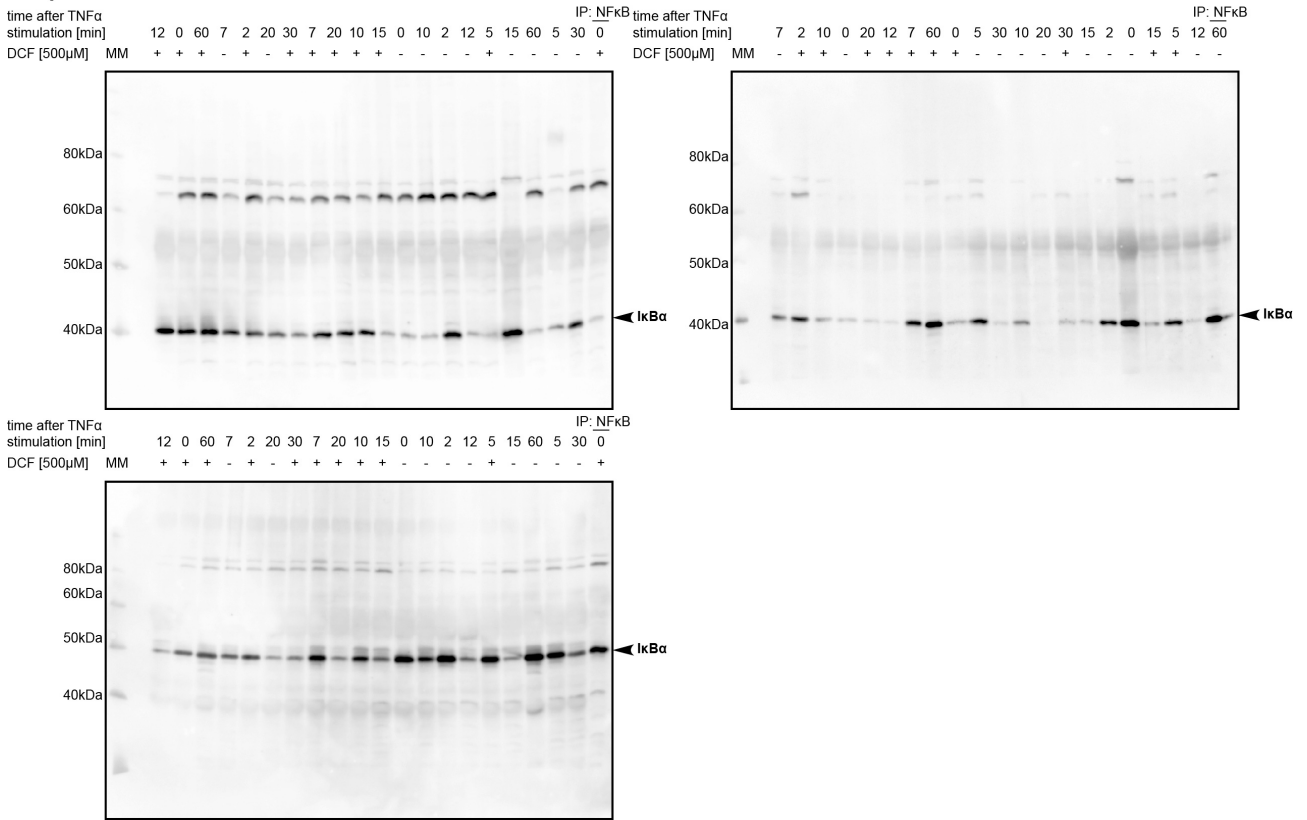 IP: NFκB
time after TNFα
stimulation [min] 12 0 60 7 2 20 30 7 20 10 15 0 10 2 12 5 15 60 5 30 0
DCF [500µM] MM + + + - + - + + + + + - - - - + - - - - +
80kDa
60kDa
50kDa
40kDa
IκBα
IP: NFκB
time after TNFα
stimulation [min] 7 2 10 0 20 12 7 60 0 5 30 10 20 30 15 2 0 15 5 12 60
DCF [500µM] MM - + + - + + + + + - - - - + - - - + + - -
80kDa
60kDa
50kDa
40kDa
IκBα
IP: NFκB
time after TNFα
stimulation [min] 12 0 60 7 2 20 30 7 20 10 15 0 10 2 12 5 15 60 5 30 0
DCF [500µM] MM + + + - + - + + + + + - - - - + - - - - +
80kDa
60kDa
50kDa
40kDa
IκBα